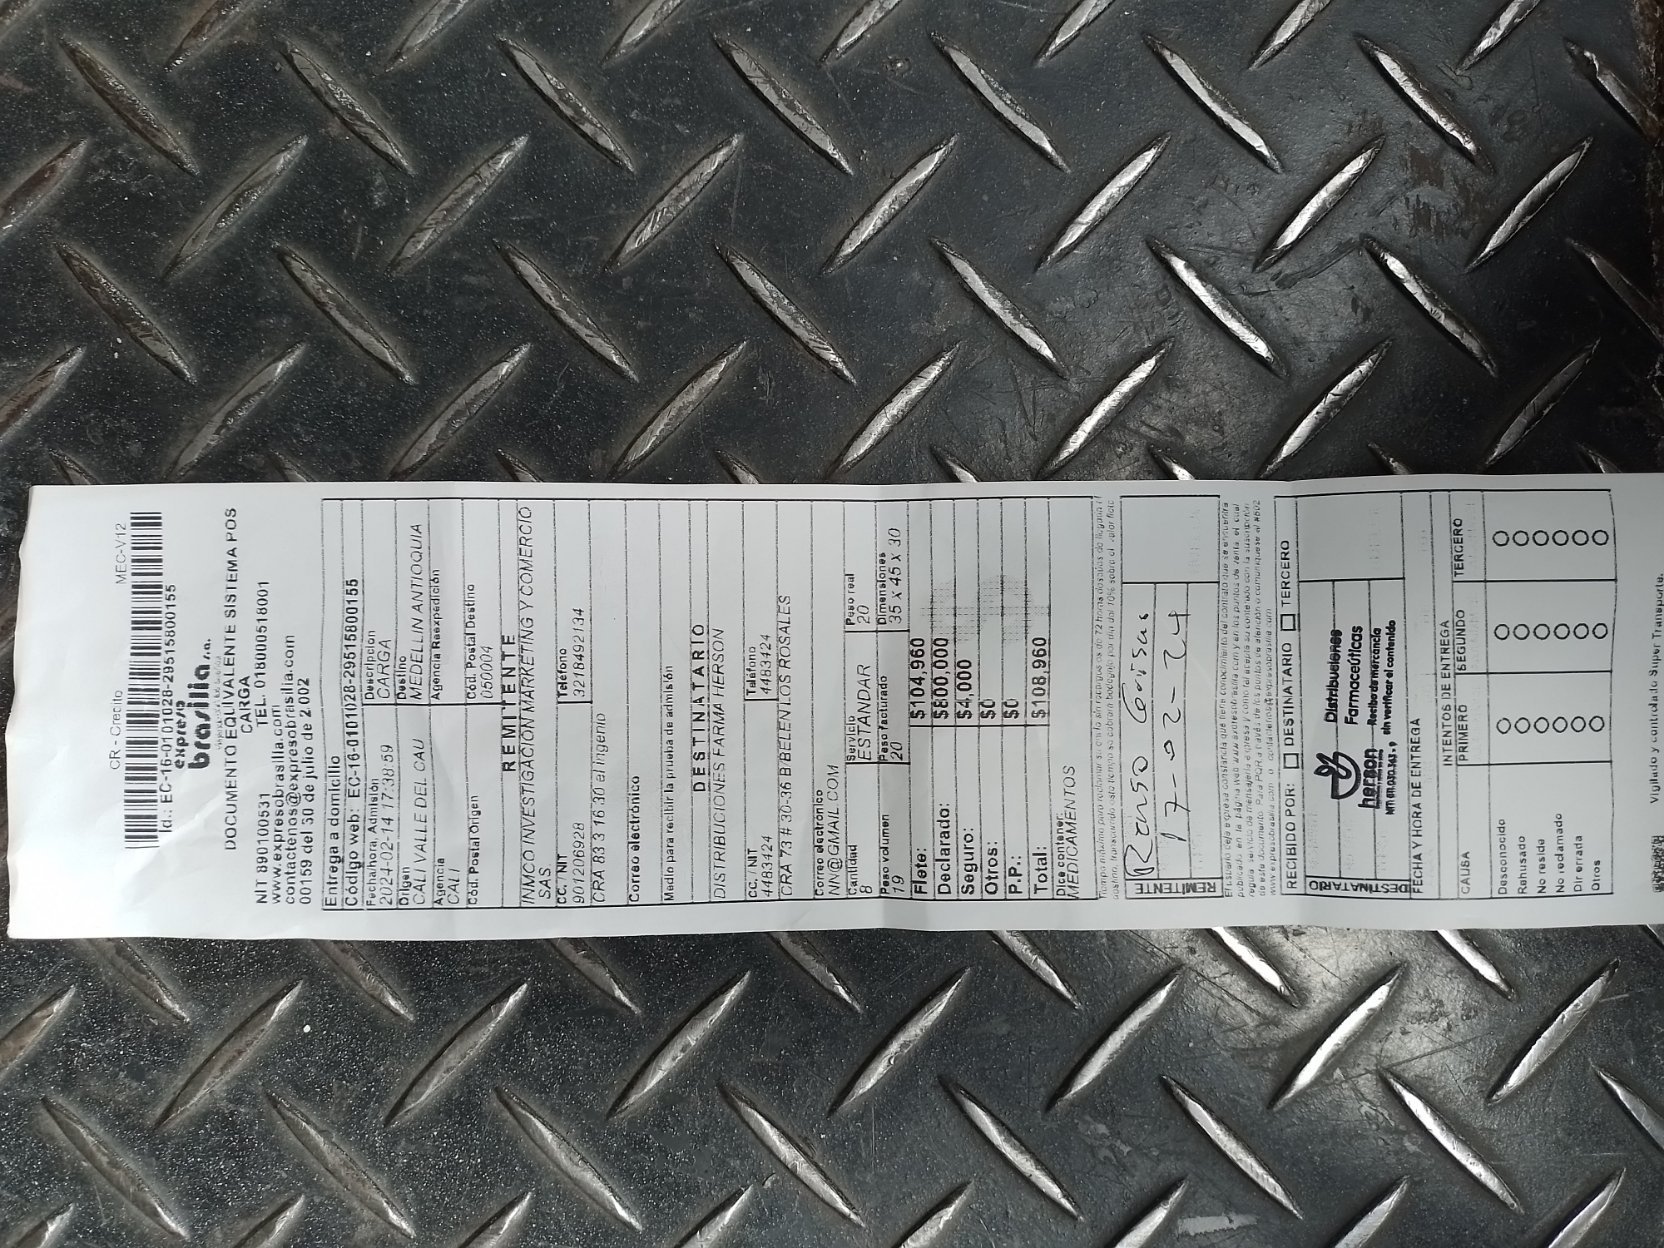 CR - Credito MEC-V12
Id.: EC-16-0101028-29515800155
expreso
brasilia s.a.
DOCUMENTO EQUIVALENTE SISTEMA POS
CARGA
NIT 890100531 TEL. 018000518001
www.expresobrasilia.com
contactenos@expresobrasilia.com
00159 del 30 de julio de 2.002
Entrega a domicilio
Código web: EC-16-0101028-29515800155
Fecha/hora, Admisión Descripción
2024-02-14 17:38:59 CARGA
Origen Destino
CALI VALLE DEL CAU MEDELLIN ANTIOQUIA
Agencia Agencia Reexpedición
CALI
Cód. Postal Origen Cód. Postal Destino
050004
REMITENTE
INMCO INVESTIGACION MARKETING Y COMERCIO
SAS
CC. / NIT Teléfono
901206928 3218492134
CRA 83 3 16 30 el Ingenio
Correo electrónico
Medio para recibir la prueba de admisión
DESTINATARIO
DISTRIBUCIONES FARMA HERSON
CC. / NIT Teléfono
4483424 4483424
CRA 73 # 30-36 B/BELEN LOS ROSALES
Correo electrónico
NN@GMAIL.COM
Cantidad Servicio Peso real
8 ESTANDAR 20
Peso volumen Peso facturado Dimensiones
19 20 35 x 45 x 30
Flete: $104,960
Declarado: $800,000
Seguro: $4,000
Otros: $0
P.P.: $0
Total: $108,960
Dice contener:
MEDICAMENTOS
REMITENTE
17-02-24
RECIBIDO POR: DESTINATARIO TERCERO
DESTINATARIO
herson
Distribuciones
Farmacéuticas
Recibo de mercancía
sin verificar el contenido
FECHA Y HORA DE ENTREGA
INTENTOS DE ENTREGA
CAUSA PRIMERO SEGUNDO TERCERO
Desconocido
Rehusado
No reside
No reclamado
Dir errada
Otros
Vigilado y controlado Super Transporte.